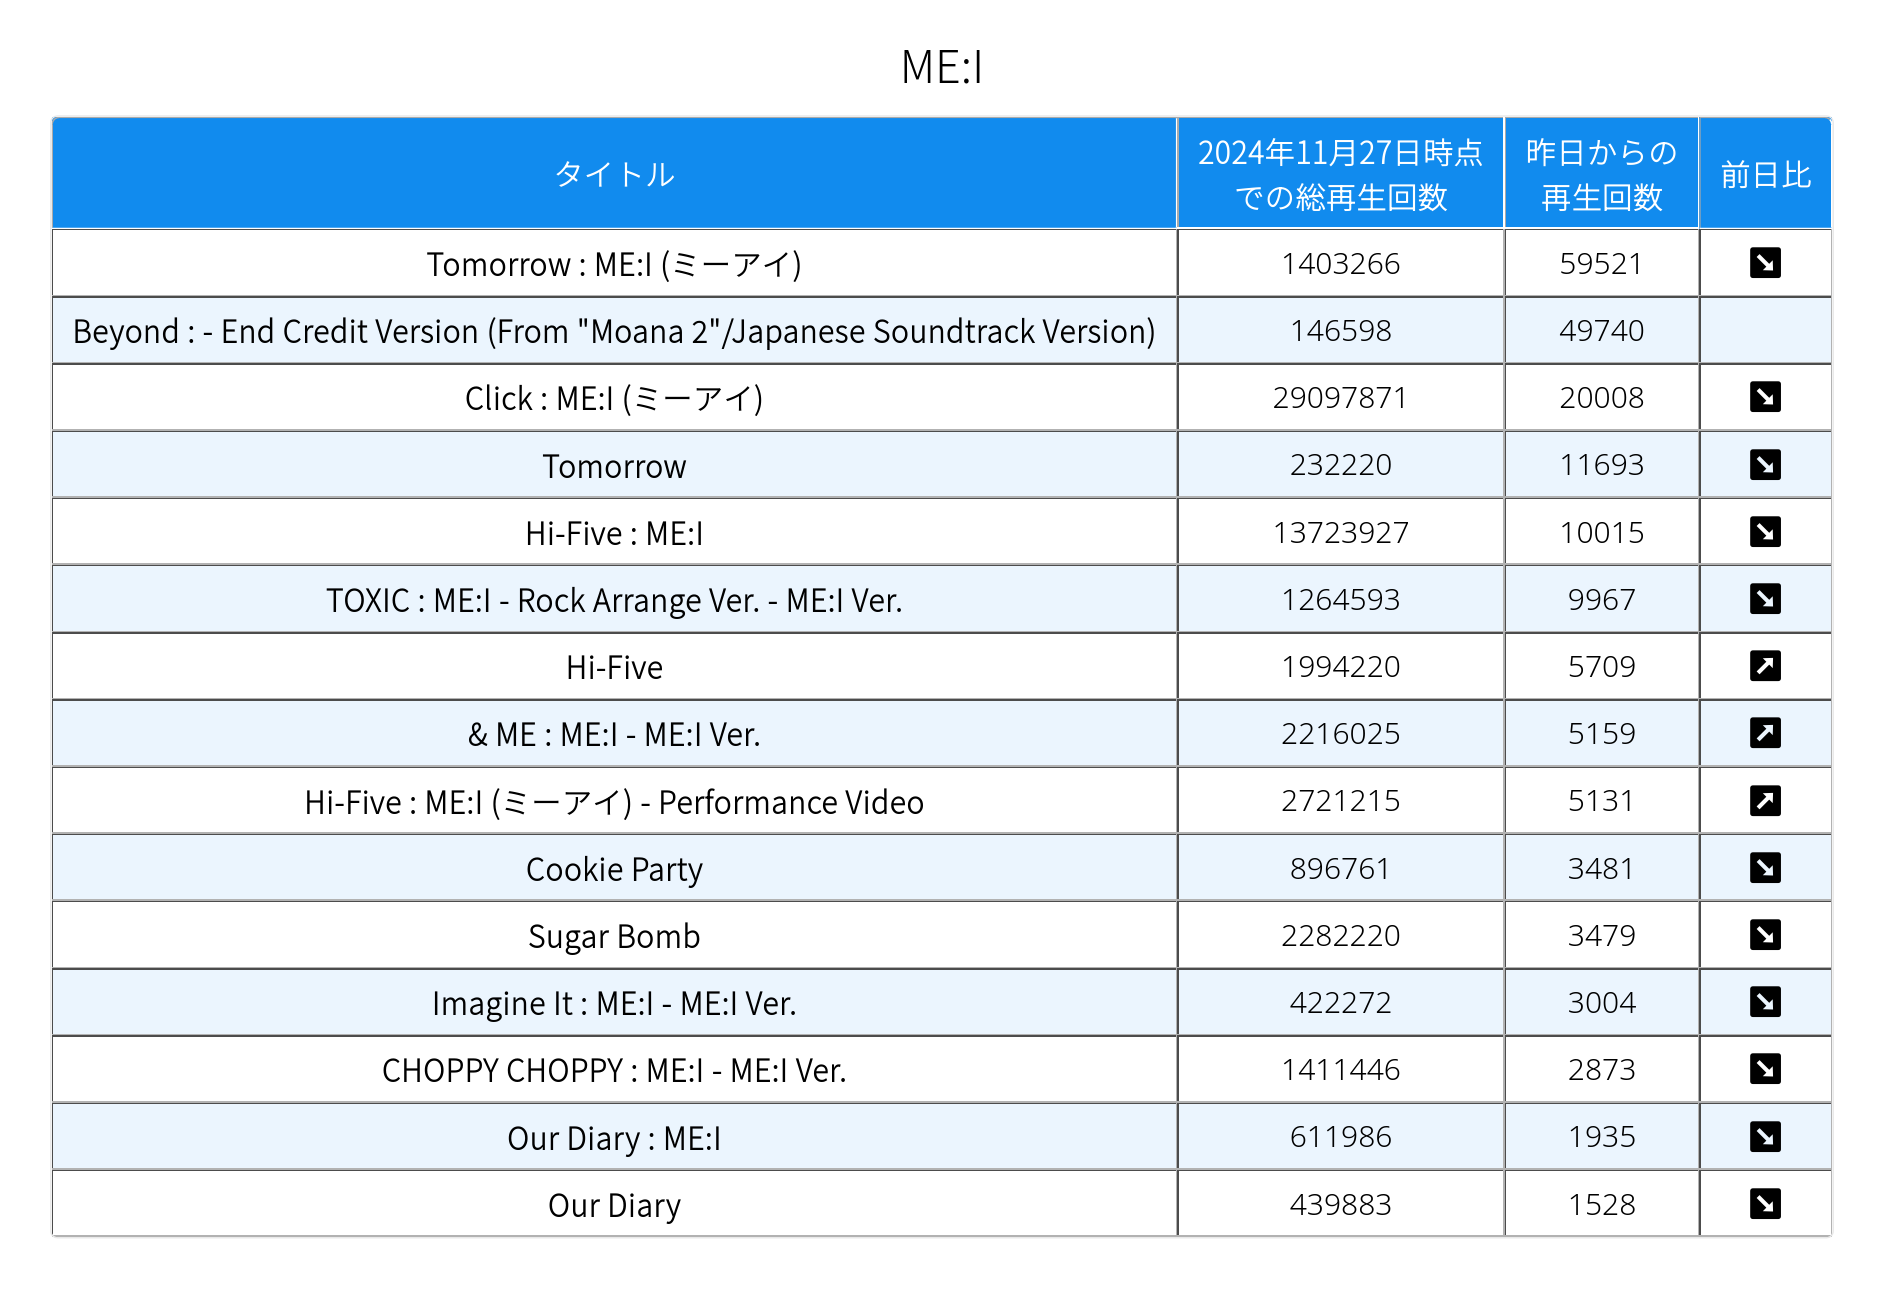 ME:I
タイトル 2024年11月27日時点での総再生回数 昨日からの再生回数 前日比
Tomorrow : ME:I (ミーアイ) 1403266 59521 ↘
Beyond : - End Credit Version (From "Moana 2"/Japanese Soundtrack Version) 146598 49740
Click : ME:I (ミーアイ) 29097871 20008 ↘
Tomorrow 232220 11693 ↘
Hi-Five : ME:I 13723927 10015 ↘
TOXIC : ME:I - Rock Arrange Ver. - ME:I Ver. 1264593 9967 ↘
Hi-Five 1994220 5709 ↗
& ME : ME:I - ME:I Ver. 2216025 5159 ↗
Hi-Five : ME:I (ミーアイ) - Performance Video 2721215 5131 ↗
Cookie Party 896761 3481 ↘
Sugar Bomb 2282220 3479 ↘
Imagine It : ME:I - ME:I Ver. 422272 3004 ↘
CHOPPY CHOPPY : ME:I - ME:I Ver. 1411446 2873 ↘
Our Diary : ME:I 611986 1935 ↘
Our Diary 439883 1528 ↘